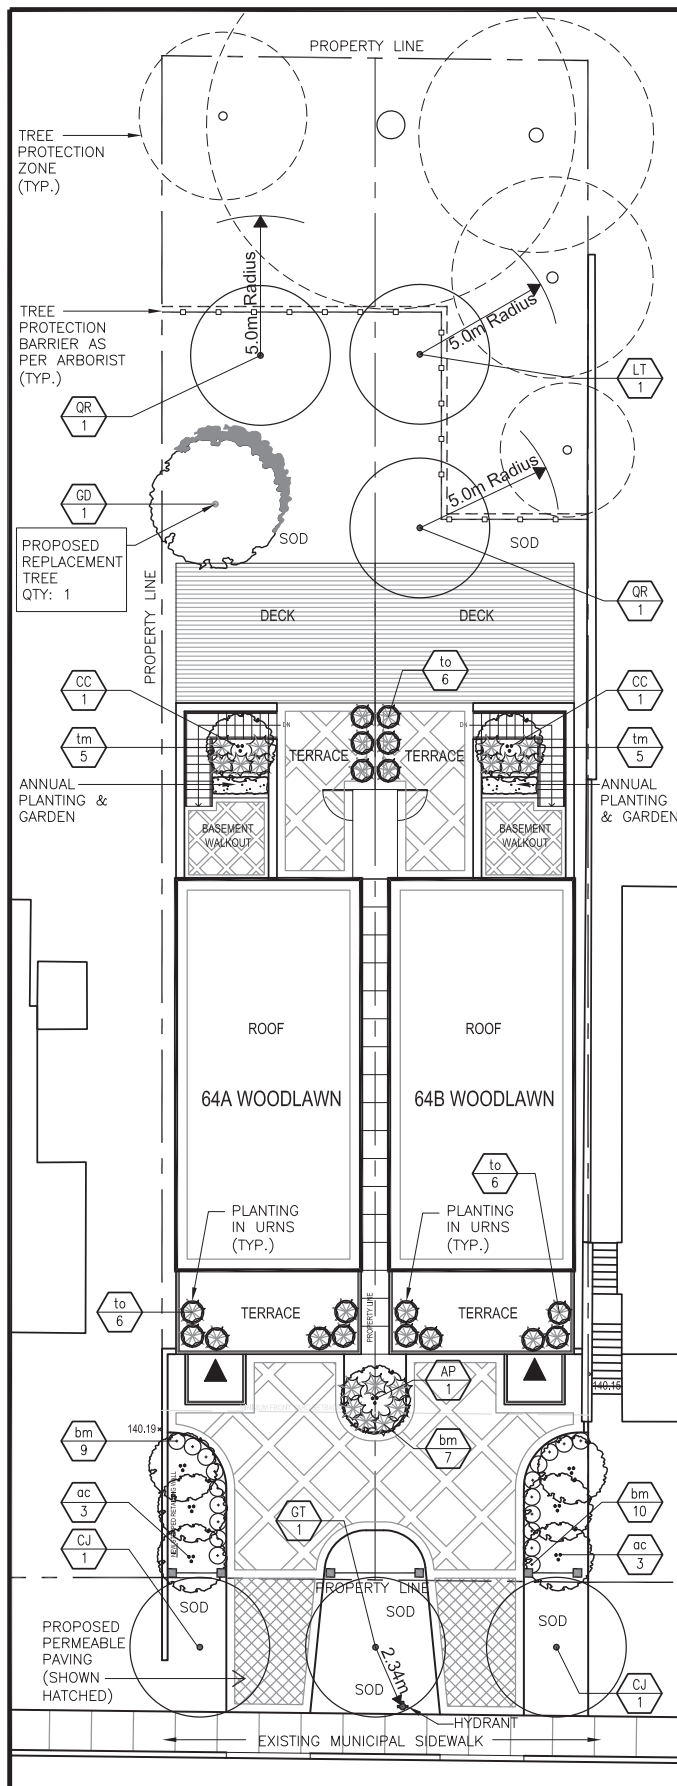 PROPERTY LINE
TREE
PROTECTION
ZONE
(TYP.)
5.0m Radius
TREE
PROTECTION
BARRIER AS
PER ARBORIST
(TYP.)
5.0m Radius
LT
1
QR
1
5.0m Radius
GD
1
SOD
SOD
PROPOSED
REPLACEMENT
TREE
QTY: 1
PROPERTY LINE
QR
1
DECK
DECK
to
6
CC
1
CC
1
DN
DN
tm
5
TERRACE
TERRACE
tm
5
ANNUAL
PLANTING &
GARDEN
ANNUAL
PLANTING
& GARDEN
BASEMENT
WALKOUT
BASEMENT
WALKOUT
ROOF
ROOF
64A WOODLAWN
64B WOODLAWN
to
6
PLANTING
IN URNS
(TYP.)
PLANTING
IN URNS
(TYP.)
to
6
TERRACE
PROPERTY LINE
TERRACE
AP
1
140.15
140.19
bm
9
bm
7
ac
3
GT
1
bm
10
CJ
1
ac
3
PROPERTY LINE
SOD
SOD
SOD
PROPOSED
PERMEABLE
PAVING
(SHOWN
HATCHED)
2.34m
SOD
CJ
1
HYDRANT
EXISTING MUNICIPAL SIDEWALK